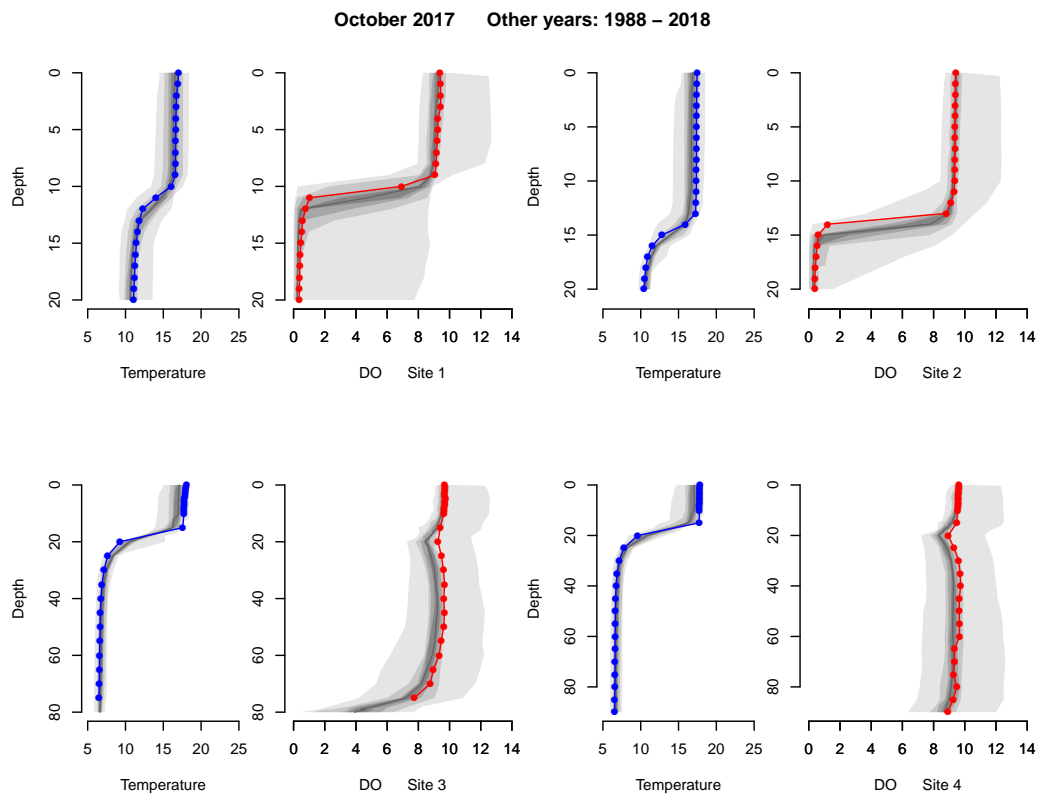 October 2017 Other years: 1988 – 2018
0 5 10 15 20
Depth
5 10 15 20 25
Temperature
0 5 10 15 20
0 2 4 6 8 10 12 14
DO Site 1
0 5 10 15 20
Depth
5 10 15 20 25
Temperature
0 5 10 15 20
0 2 4 6 8 10 12 14
DO Site 2
0 20 40 60 80
Depth
5 10 15 20 25
Temperature
0 20 40 60 80
0 2 4 6 8 10 12 14
DO Site 3
0 20 40 60 80
Depth
5 10 15 20 25
Temperature
0 20 40 60 80
0 2 4 6 8 10 12 14
DO Site 4